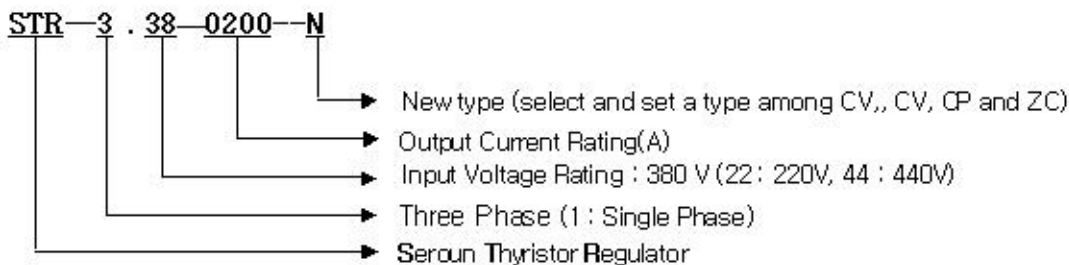 STR-3.38-0200--N
New type (select and set a type among CV,, CV, CP and ZC)
Output Current Rating(A)
Input Voltage Rating : 380 V (22 : 220V, 44 : 440V)
Three Phase (1 : Single Phase)
Seroun Thyristor Regulator